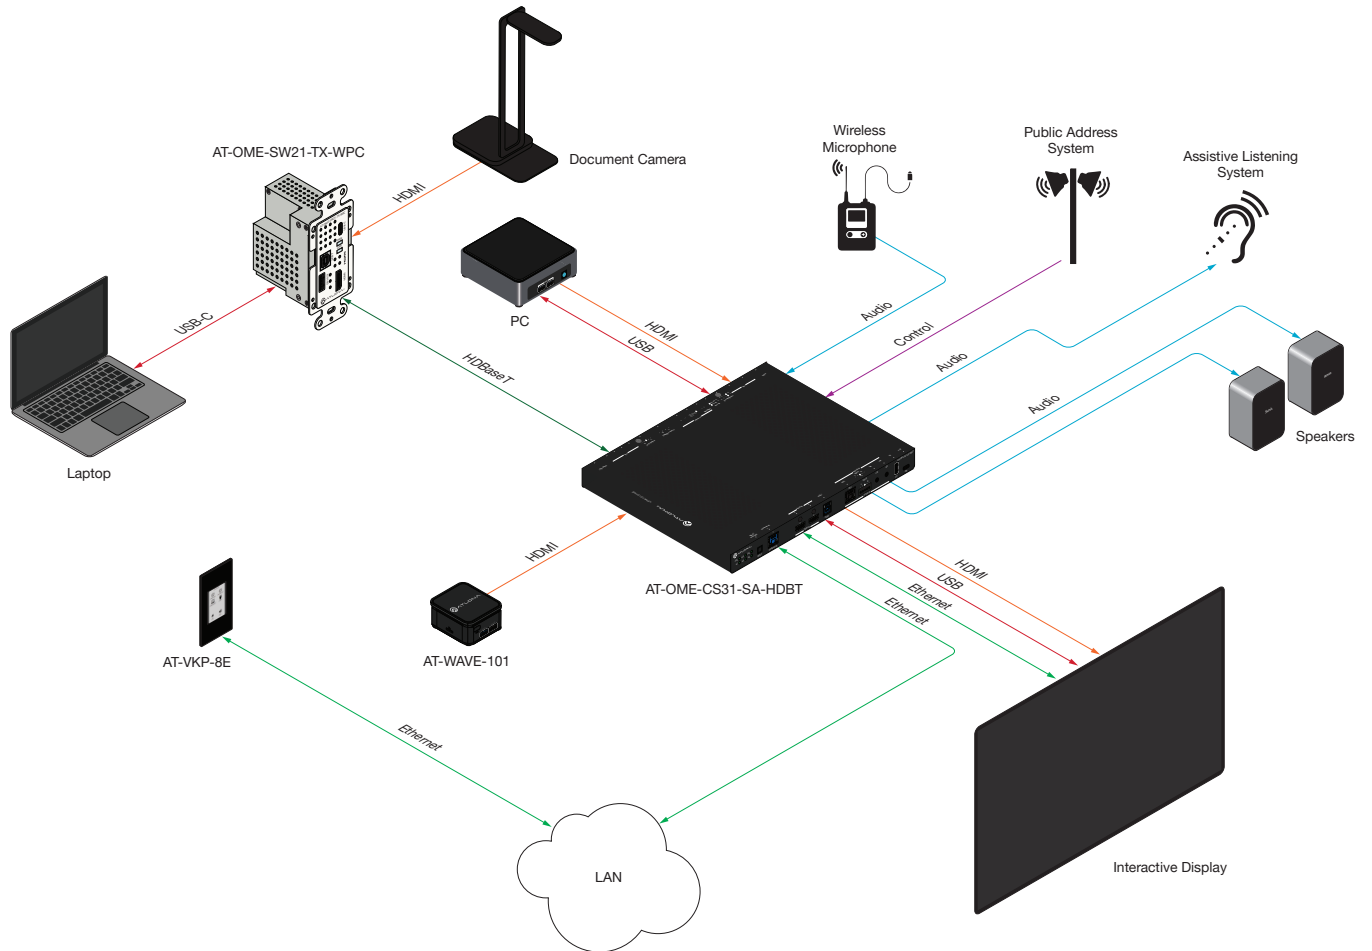 Wireless
Microphone
Public Address
System
AT-OME-SW21-TX-WPC
Document Camera
Assistive Listening
System
HDMI
USB-C
PC
HDMI
USB
Audio
Control
Audio
Audio
HDBaseT
Speakers
Laptop
HDMI
ATLONA
AT-OME-CS31-SA-HDBT
HDMI
USB
Ethernet
Ethernet
ATLONA
AT-VKP-8E
AT-WAVE-101
Ethernet
LAN
Interactive Display